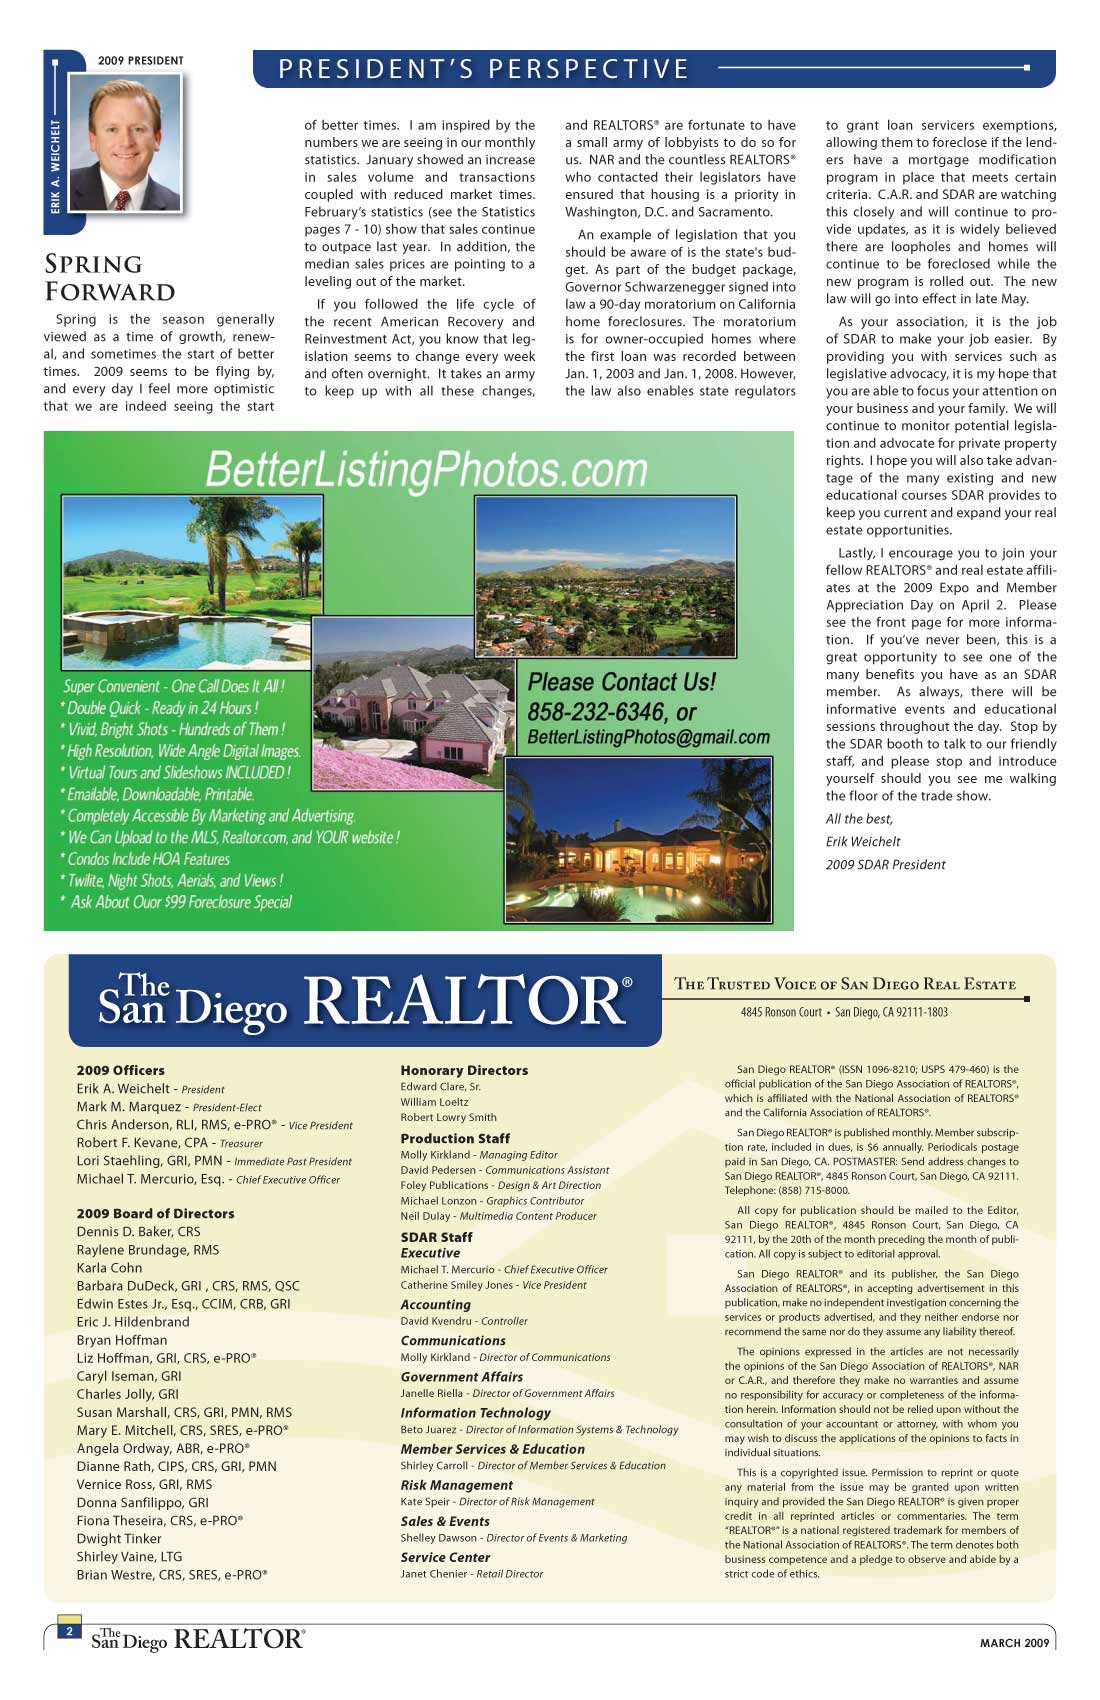 2009 PRESIDENT
ERIK A. WEICHELT
PRESIDENT'S PERSPECTIVE
SPRING
FORWARD
Spring is the season generally
viewed as a time of growth, renew-
al, and sometimes the start of better
times. 2009 seems to be flying by,
and every day I feel more optimistic
that we are indeed seeing the start
of better times. I am inspired by the
numbers we are seeing in our monthly
statistics. January showed an increase
in sales volume and transactions
coupled with reduced market times.
February's statistics (see the Statistics
pages 7 - 10) show that sales continue
to outpace last year. In addition, the
median sales prices are pointing to a
leveling out of the market.
If you followed the life cycle of
the recent American Recovery and
Reinvestment Act, you know that leg-
islation seems to change every week
and often overnight. It takes an army
to keep up with all these changes,
and REALTORS® are fortunate to have
a small army of lobbyists to do so for
us. NAR and the countless REALTORS®
who contacted their legislators have
ensured that housing is a priority in
Washington, D.C. and Sacramento.
An example of legislation that you
should be aware of is the state's bud-
get. As part of the budget package,
Governor Schwarzenegger signed into
law a 90-day moratorium on California
home foreclosures. The moratorium
is for owner-occupied homes where
the first loan was recorded between
Jan. 1, 2003 and Jan. 1, 2008. However,
the law also enables state regulators
to grant loan servicers exemptions,
allowing them to foreclose if the lend-
ers have a mortgage modification
program in place that meets certain
criteria. C.A.R. and SDAR are watching
this closely and will continue to pro-
vide updates, as it is widely believed
there are loopholes and homes will
continue to be foreclosed while the
new program is rolled out. The new
law will go into effect in late May.
As your association, it is the job
of SDAR to make your job easier. By
providing you with services such as
legislative advocacy, it is my hope that
you are able to focus your attention on
your business and your family. We will
continue to monitor potential legisla-
tion and advocate for private property
rights. I hope you will also take advan-
tage of the many existing and new
educational courses SDAR provides to
keep you current and expand your real
estate opportunities.
Lastly, I encourage you to join your
fellow REALTORS® and real estate affili-
ates at the 2009 Expo and Member
Appreciation Day on April 2. Please
see the front page for more informa-
tion. If you've never been, this is a
great opportunity to see one of the
many benefits you have as an SDAR
member. As always, there will be
informative events and educational
sessions throughout the day. Stop by
the SDAR booth to talk to our friendly
staff, and please stop and introduce
yourself should you see me walking
the floor of the trade show.
All the best,
Erik Weichelt
2009 SDAR President
BetterListingPhotos.com
Super Convenient - One Call Does It All !
* Double Quick - Ready in 24 Hours !
* Vivid, Bright Shots - Hundreds of Them !
* High Resolution, Wide Angle Digital Images.
* Virtual Tours and Slideshows INCLUDED !
* Emailable, Downloadable, Printable.
* Completely Accessible By Marketing and Advertising.
* We Can Upload to the MLS, Realtor.com, and YOUR website !
* Condos Include HOA Features
* Twilite, Night Shots, Aerials, and Views !
* Ask About Ouor $99 Foreclosure Special
Please Contact Us!
858-232-6346, or
BetterListingPhotos@gmail.com
The San Diego REALTOR®
THE TRUSTED VOICE OF SAN DIEGO REAL ESTATE
4845 Ronson Court • San Diego, CA 92111-1803
2009 Officers
Erik A. Weichelt - President
Mark M. Marquez - President-Elect
Chris Anderson, RLI, RMS, e-PRO® - Vice President
Robert F. Kevane, CPA - Treasurer
Lori Staehling, GRI, PMN - Immediate Past President
Michael T. Mercurio, Esq. - Chief Executive Officer
2009 Board of Directors
Dennis D. Baker, CRS
Raylene Brundage, RMS
Karla Cohn
Barbara DuDeck, GRI , CRS, RMS, QSC
Edwin Estes Jr., Esq., CCIM, CRB, GRI
Eric J. Hildenbrand
Bryan Hoffman
Liz Hoffman, GRI, CRS, e-PRO®
Caryl Iseman, GRI
Charles Jolly, GRI
Susan Marshall, CRS, GRI, PMN, RMS
Mary E. Mitchell, CRS, SRES, e-PRO®
Angela Ordway, ABR, e-PRO®
Dianne Rath, CIPS, CRS, GRI, PMN
Vernice Ross, GRI, RMS
Donna Sanfilippo, GRI
Fiona Theseira, CRS, e-PRO®
Dwight Tinker
Shirley Vaine, LTG
Brian Westre, CRS, SRES, e-PRO®
Honorary Directors
Edward Clare, Sr.
William Loeltz
Robert Lowry Smith
Production Staff
Molly Kirkland - Managing Editor
David Pedersen - Communications Assistant
Foley Publications - Design & Art Direction
Michael Lonzon - Graphics Contributor
Neil Dulay - Multimedia Content Producer
SDAR Staff
Executive
Michael T. Mercurio - Chief Executive Officer
Catherine Smiley Jones - Vice President
Accounting
David Kvendru - Controller
Communications
Molly Kirkland - Director of Communications
Government Affairs
Janelle Riella - Director of Government Affairs
Information Technology
Beto Juarez - Director of Information Systems & Technology
Member Services & Education
Shirley Carroll - Director of Member Services & Education
Risk Management
Kate Speir - Director of Risk Management
Sales & Events
Shelley Dawson - Director of Events & Marketing
Service Center
Janet Chenier - Retail Director
San Diego REALTOR® (ISSN 1096-8210; USPS 479-460) is the
official publication of the San Diego Association of REALTORS®,
which is affiliated with the National Association of REALTORS®
and the California Association of REALTORS®.
San Diego REALTOR® is published monthly. Member subscrip-
tion rate, included in dues, is $6 annually. Periodicals postage
paid in San Diego, CA. POSTMASTER: Send address changes to
San Diego REALTOR®, 4845 Ronson Court, San Diego, CA 92111.
Telephone: (858) 715-8000.
All copy for publication should be mailed to the Editor,
San Diego REALTOR®, 4845 Ronson Court, San Diego, CA
92111, by the 20th of the month preceding the month of publi-
cation. All copy is subject to editorial approval.
San Diego REALTOR® and its publisher, the San Diego
Association of REALTORS®, in accepting advertisement in this
publication, make no independent investigation concerning the
services or products advertised, and they neither endorse nor
recommend the same nor do they assume any liability thereof.
The opinions expressed in the articles are not necessarily
the opinions of the San Diego Association of REALTORS®, NAR
or C.A.R., and therefore they make no warranties and assume
no responsibility for accuracy or completeness of the informa-
tion herein. Information should not be relied upon without the
consultation of your accountant or attorney, with whom you
may wish to discuss the applications of the opinions to facts in
individual situations.
This is a copyrighted issue. Permission to reprint or quote
any material from the issue may be granted upon written
inquiry and provided the San Diego REALTOR® is given proper
credit in all reprinted articles or commentaries. The term
“REALTOR®” is a national registered trademark for members of
the National Association of REALTORS®. The term denotes both
business competence and a pledge to observe and abide by a
strict code of ethics.
2
The San Diego REALTOR®
MARCH 2009